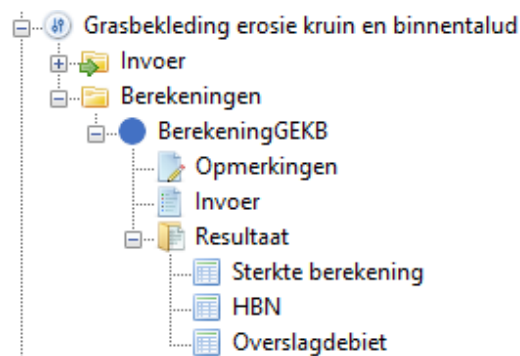 Grasbekleding erosie kruin en binnentalud
Invoer
Berekeningen
BerekeningGEKB
Opmerkingen
Invoer
Resultaat
Sterkte berekening
HBN
Overslagdebiet